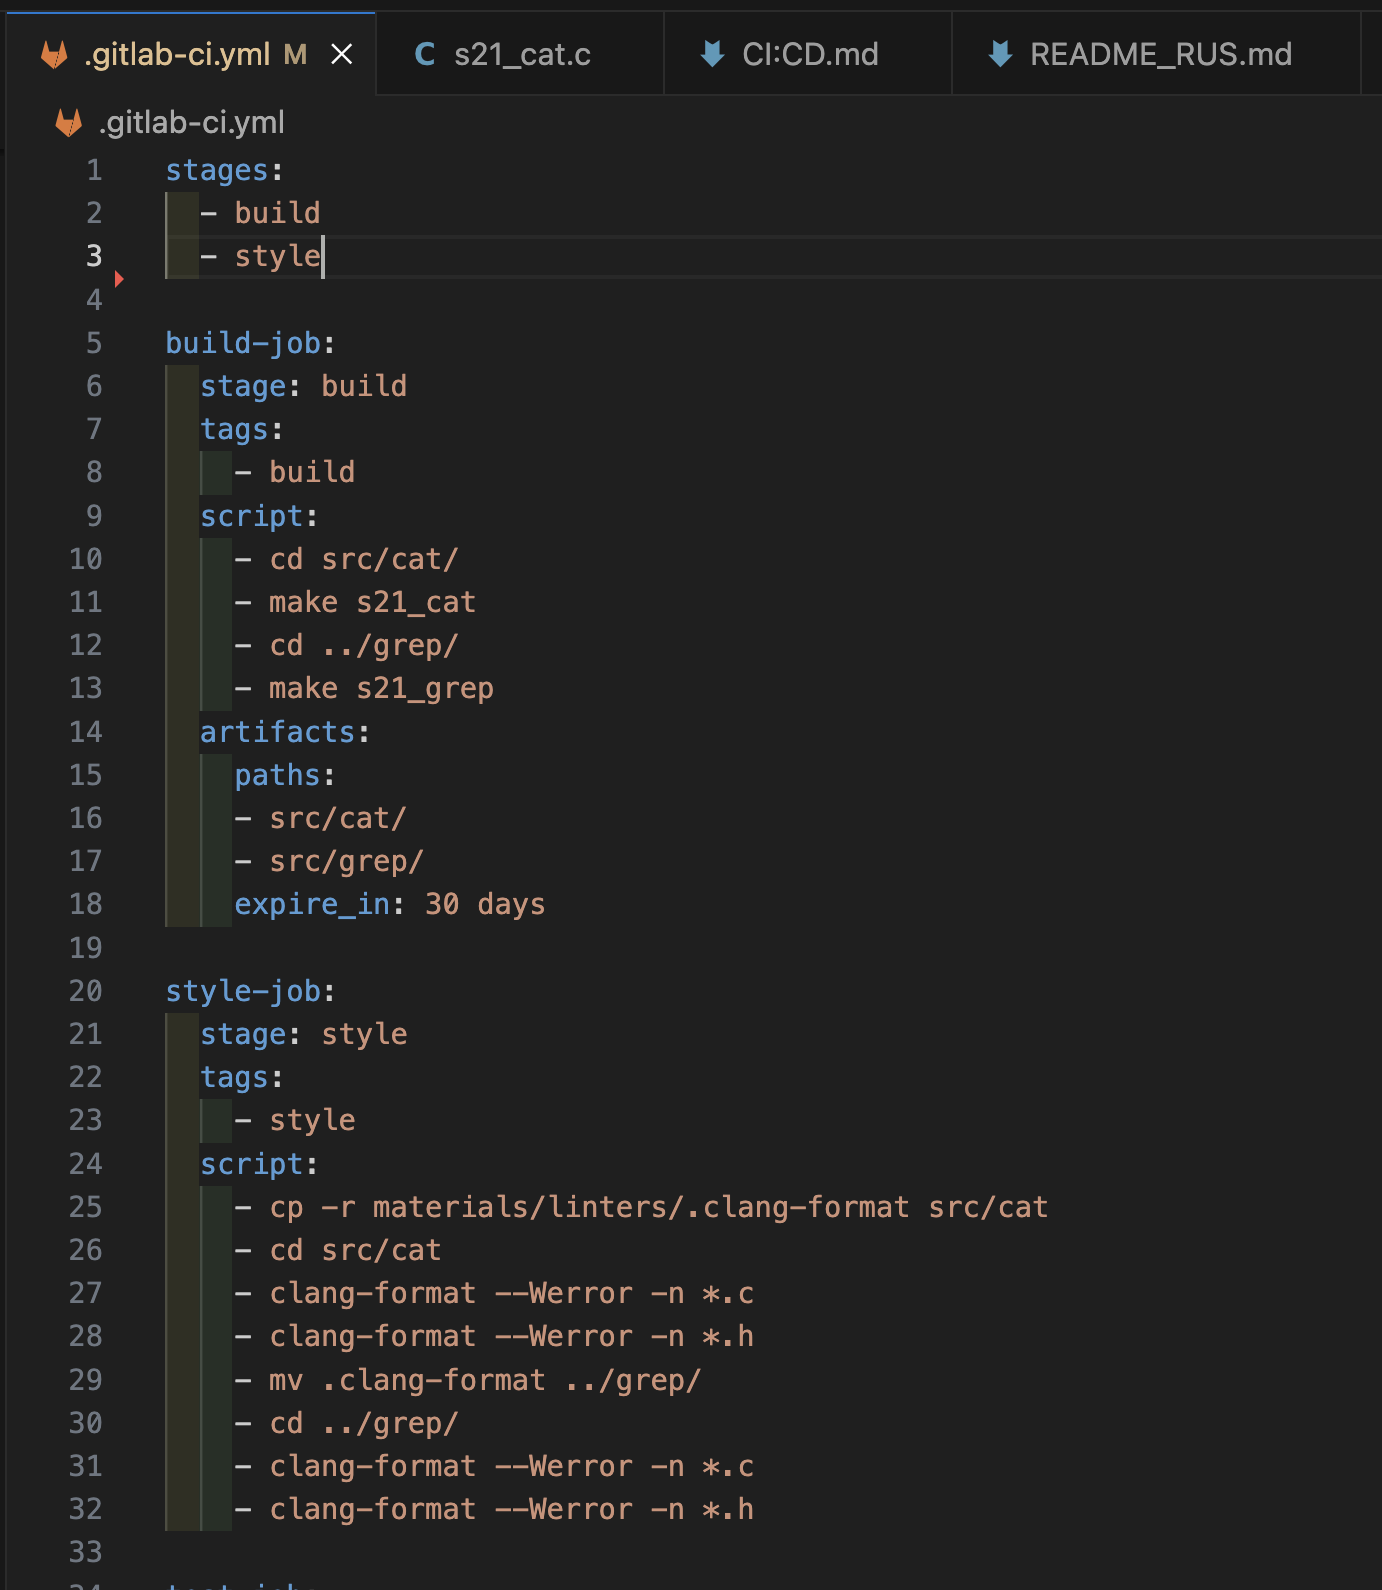 .gitlab-ci.yml M
s21_cat.c
CI:CD.md
README_RUS.md
.gitlab-ci.yml
1 stages:
2   - build
3   - style
4
5 build-job:
6   stage: build
7   tags:
8     - build
9   script:
10     - cd src/cat/
11     - make s21_cat
12     - cd ../grep/
13     - make s21_grep
14   artifacts:
15     paths:
16     - src/cat/
17     - src/grep/
18     expire_in: 30 days
19
20 style-job:
21   stage: style
22   tags:
23     - style
24   script:
25     - cp -r materials/linters/.clang-format src/cat
26     - cd src/cat
27     - clang-format --Werror -n *.c
28     - clang-format --Werror -n *.h
29     - mv .clang-format ../grep/
30     - cd ../grep/
31     - clang-format --Werror -n *.c
32     - clang-format --Werror -n *.h
33